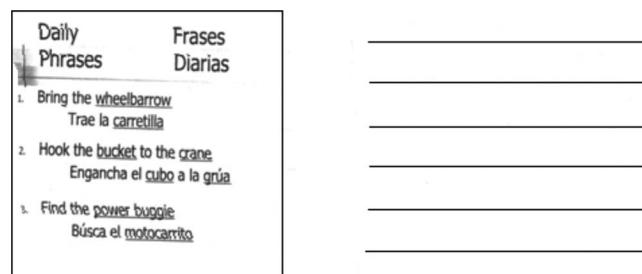 Daily Phrases
Frases Diarias
1. Bring the wheelbarrow
Trae la carretilla
2. Hook the bucket to the crane
Engancha el cubo a la grúa
3. Find the power buggie
Búsca el motocarrito